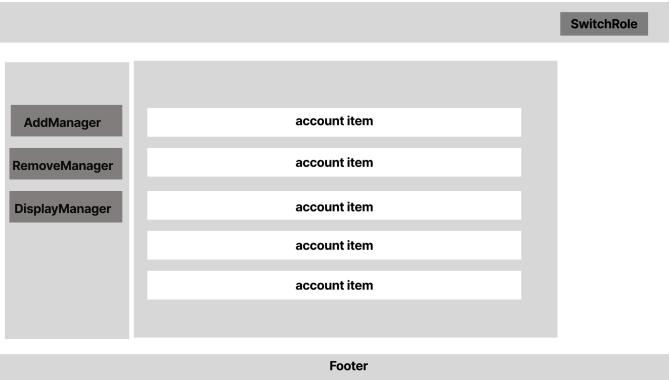 SwitchRole
AddManager
RemoveManager
DisplayManager
account item
account item
account item
account item
account item
Footer